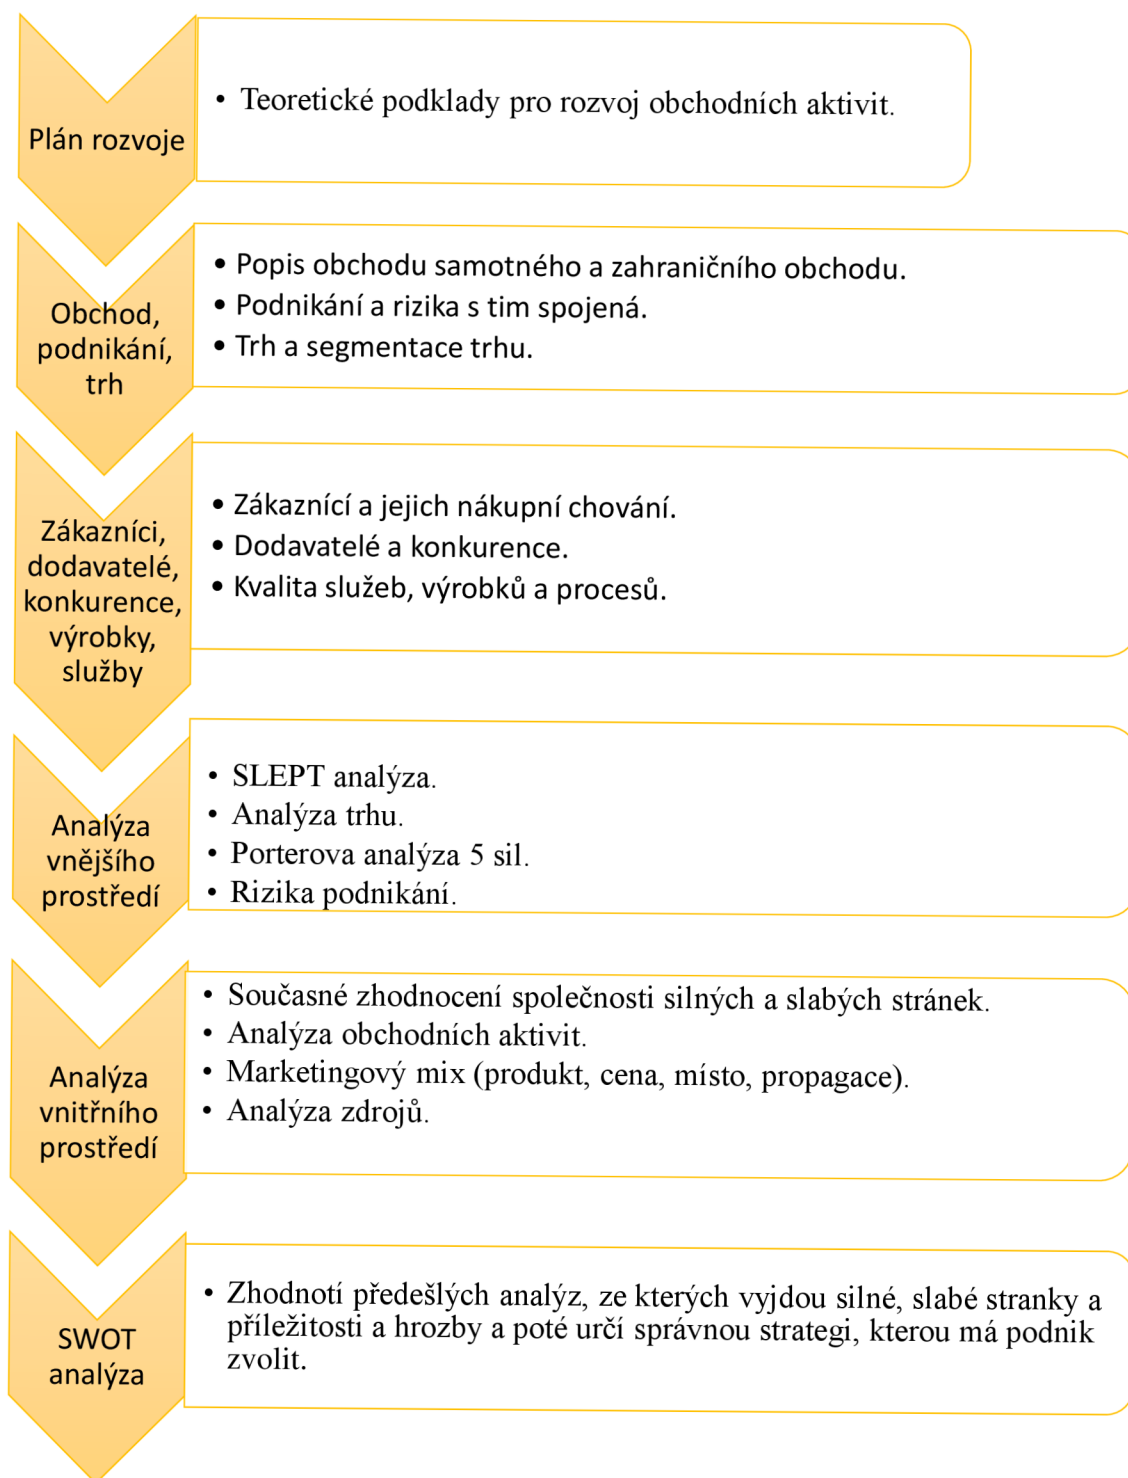 Plán rozvoje
• Teoretické podklady pro rozvoj obchodních aktivit.
Obchod,
podnikání,
trh
• Popis obchodu samotného a zahraničního obchodu.
• Podnikání a rizika s tim spojená.
• Trh a segmentace trhu.
Zákazníci,
dodavatelé,
konkurence,
výrobky,
služby
• Zákaznící a jejich nákupní chování.
• Dodavatelé a konkurence.
• Kvalita služeb, výrobků a procesů.
Analýza
vnějšího
prostředí
• SLEPT analýza.
• Analýza trhu.
• Porterova analýza 5 sil.
• Rizika podnikání.
Analýza
vnitřního
prostředí
• Současné zhodnocení společnosti silných a slabých stránek.
• Analýza obchodních aktivit.
• Marketingový mix (produkt, cena, místo, propagace).
• Analýza zdrojů.
SWOT
analýza
• Zhodnotí předešlých analýz, ze kterých vyjdou silné, slabé stranky a
příležitosti a hrozby a poté určí správnou strategi, kterou má podnik
zvolit.